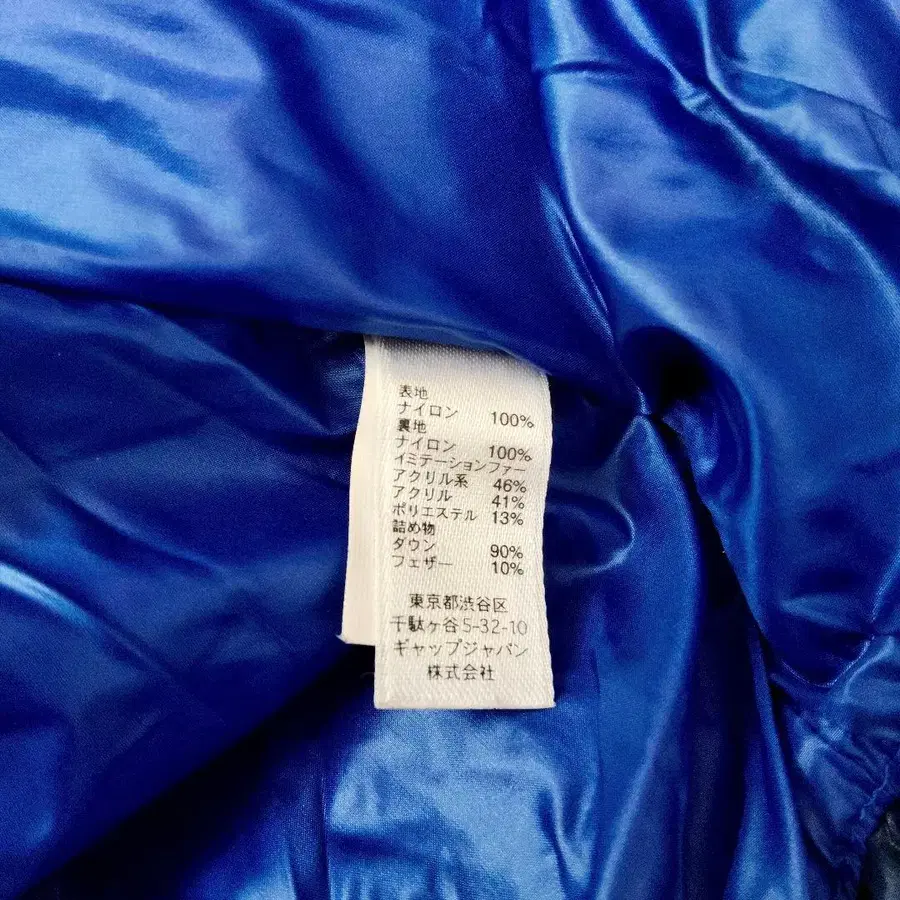 表地
ナイロン 100%
裏地
ナイロン 100%
イミテーションファー
アクリル系 46%
アクリル 41%
ポリエステル 13%
詰め物
ダウン 90%
フェザー 10%
東京都渋谷区
千駄ヶ谷5-32-10
ギャップジャパン
株式会社